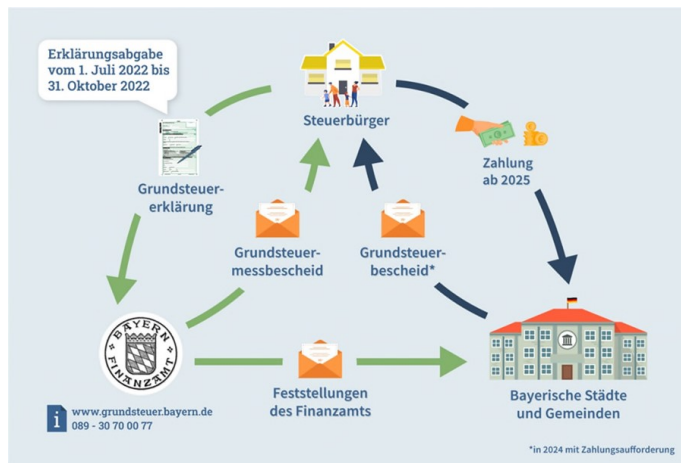 Erklärungsabgabe
vom 1. Juli 2022 bis
31. Oktober 2022
Steuerbürger
Zahlung
ab 2025
Grundsteuer-
erklärung
Grundsteuer-
messbescheid
Grundsteuer-
bescheid*
BAYERN
FINANZAMT
Feststellungen
des Finanzamts
Bayerische Städte
und Gemeinden
i
www.grundsteuer.bayern.de
089 - 30 70 00 77
*in 2024 mit Zahlungsaufforderung